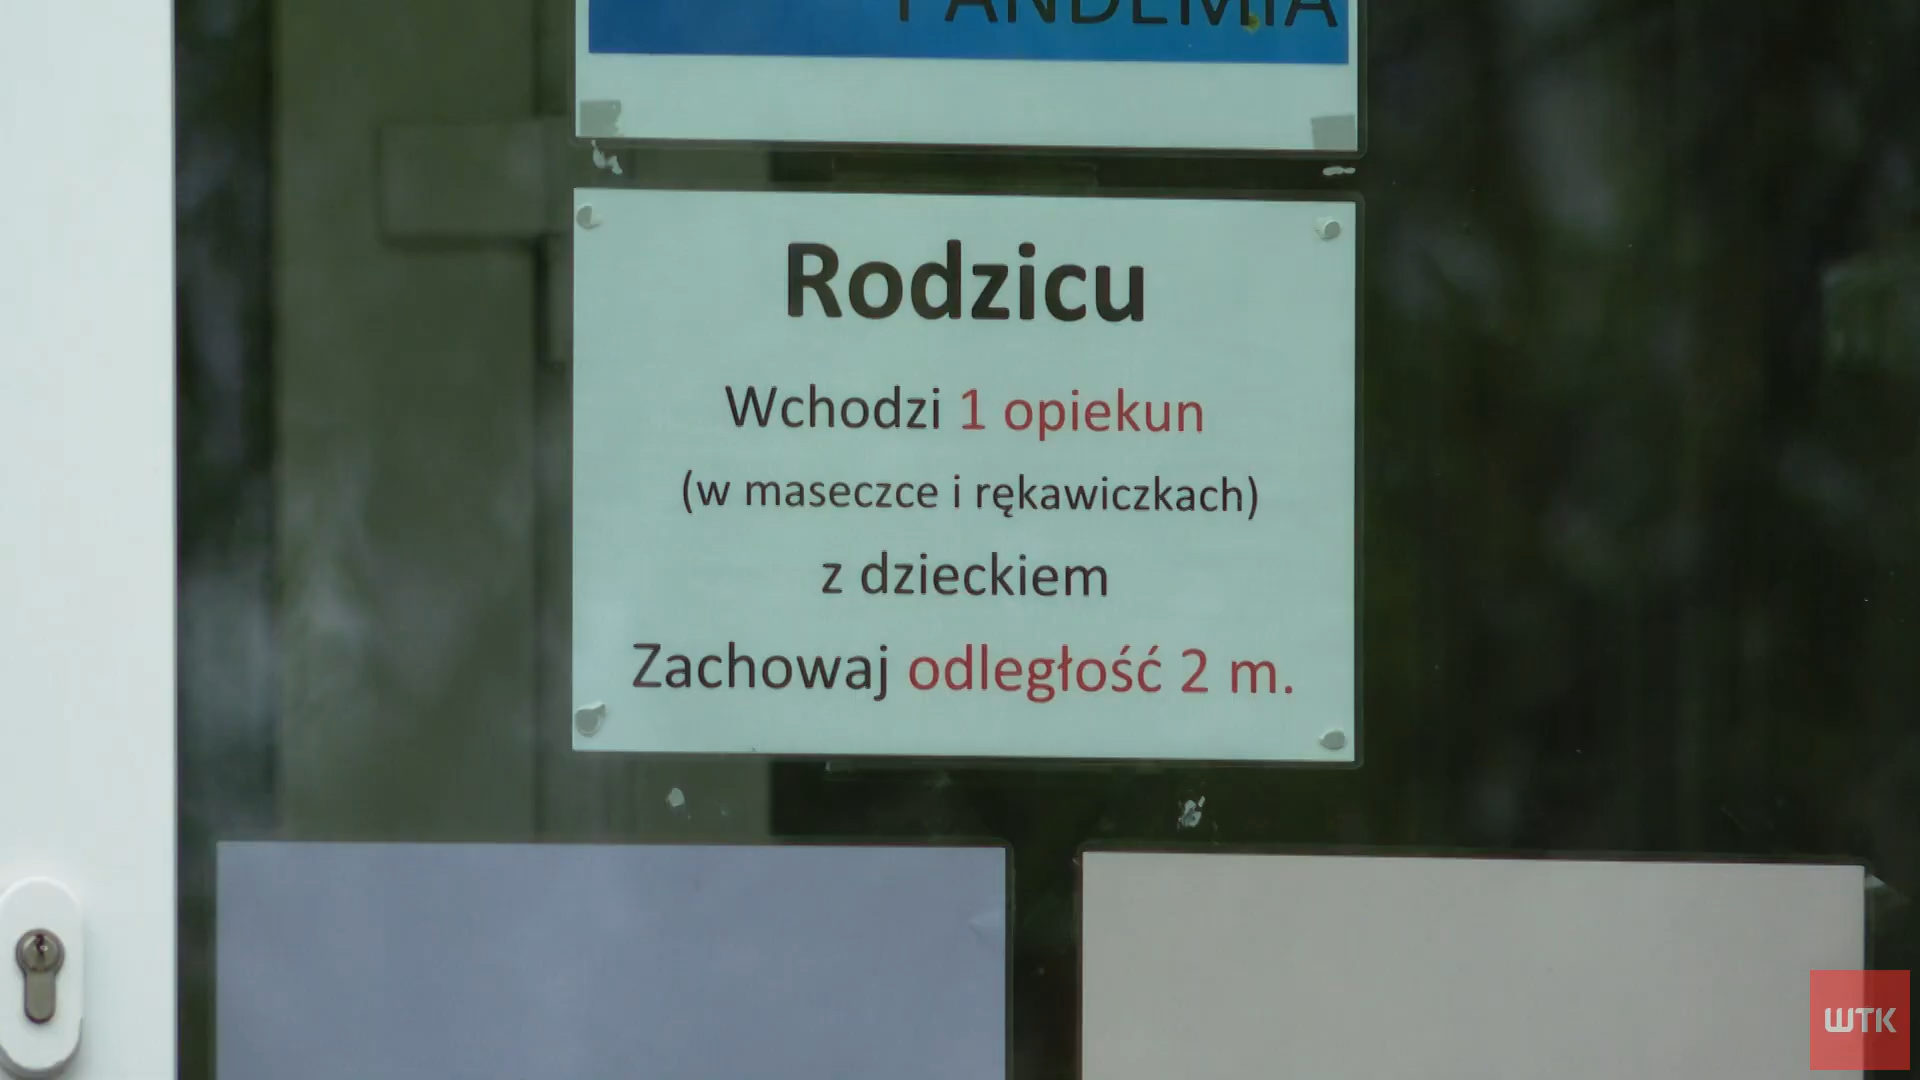 PANDEMIA
Rodzicu
Wchodzi 1 opiekun
(w maseczce i rękawiczkach)
z dzieckiem
Zachowaj odległość 2 m.
WTK